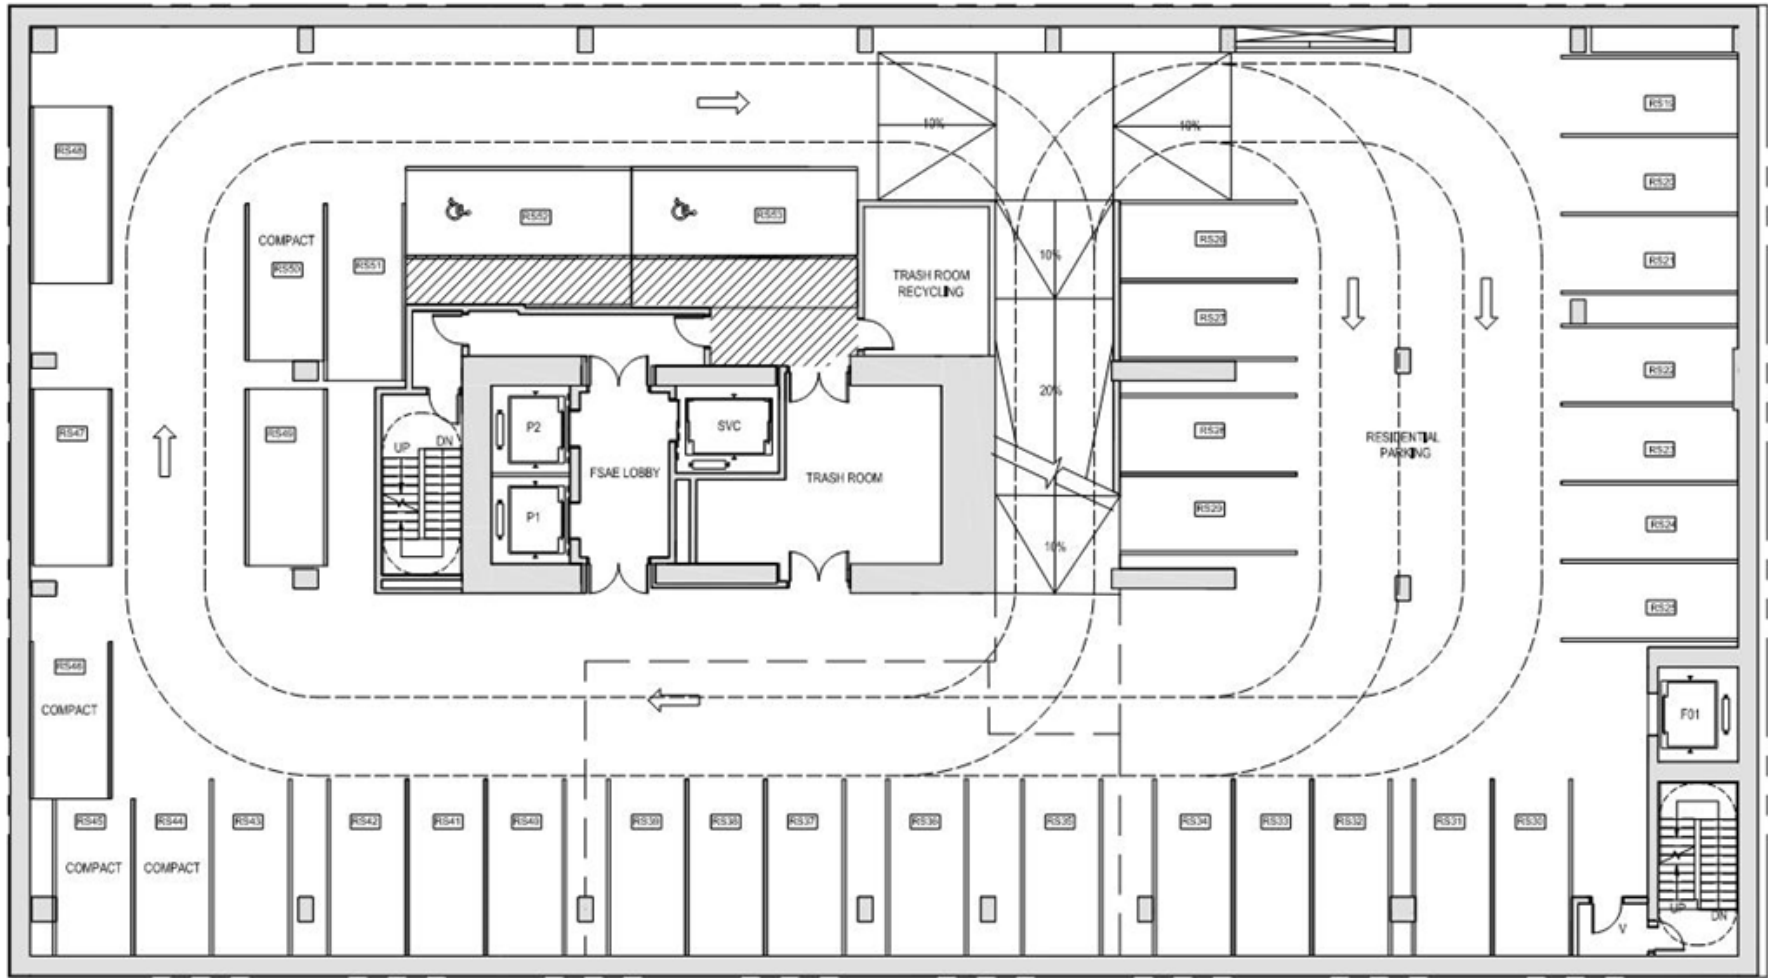 RS19
10%
10%
RS48
RS20
RS52
RS53
RS26
COMPACT
RS50
RS51
10%
RS21
TRASH ROOM
RECYCLING
RS27
RS22
20%
P2
SVC
RS47
RS49
RS28
RESIDENTIAL
PARKING
UP
DN
RS23
FSAE LOBBY
TRASH ROOM
P1
RS29
RS24
10%
RS25
RS46
COMPACT
F01
RS45
RS44
RS43
RS42
RS41
RS40
RS39
RS38
RS37
RS36
RS35
RS34
RS33
RS32
RS31
RS30
COMPACT
COMPACT
UP
DN
V